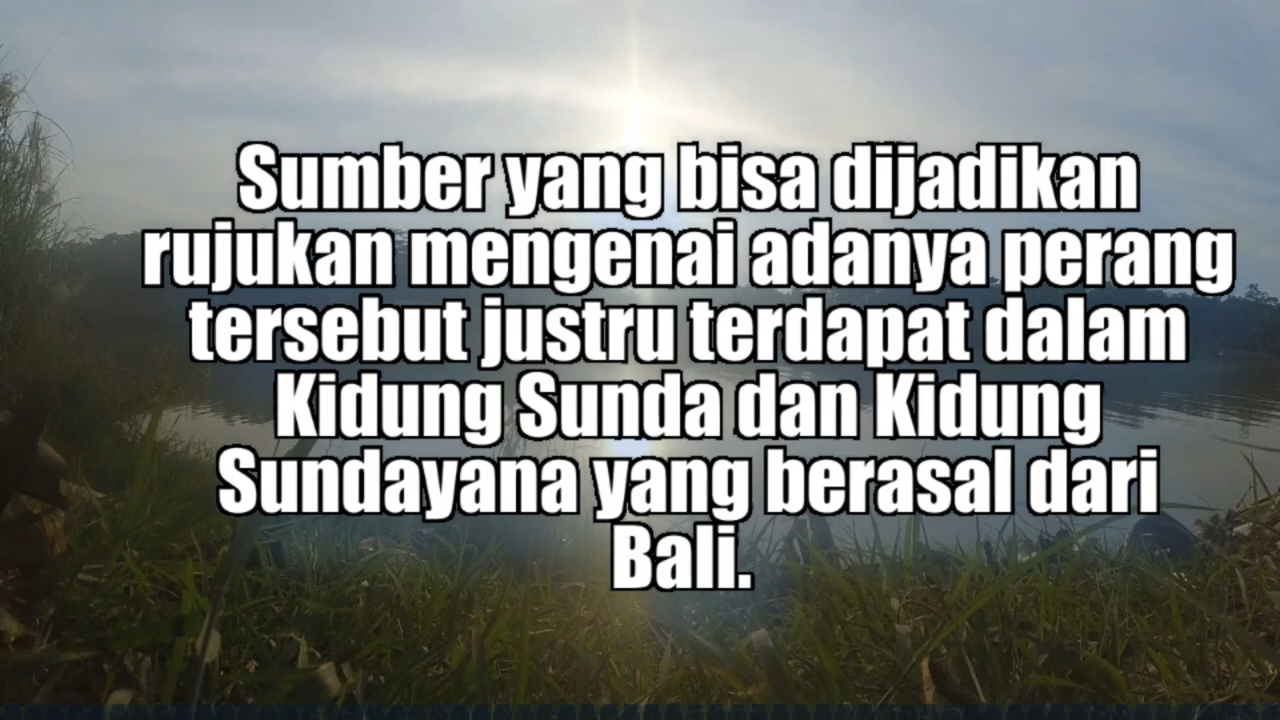 Sumber yang bisa dijadikan
rujukan mengenai adanya perang
tersebut justru terdapat dalam
Kidung Sunda dan Kidung
Sundayana yang berasal dari
Bali.